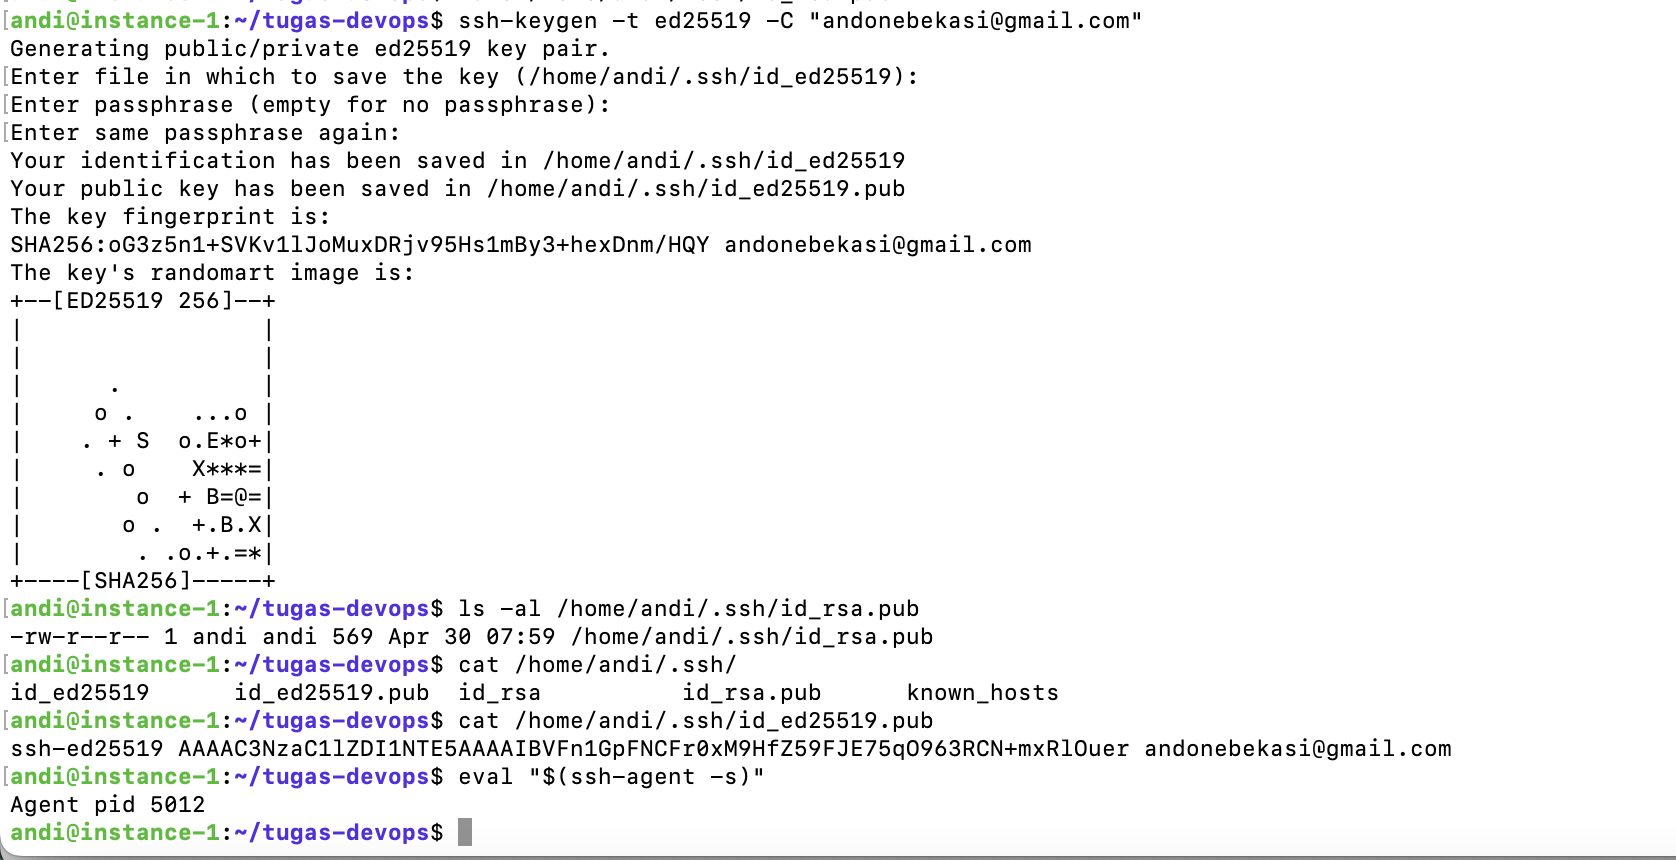 andi@instance-1:~/tugas-devops$ ssh-keygen -t ed25519 -C "andonebekasi@gmail.com"
Generating public/private ed25519 key pair.
Enter file in which to save the key (/home/andi/.ssh/id_ed25519):
Enter passphrase (empty for no passphrase):
Enter same passphrase again:
Your identification has been saved in /home/andi/.ssh/id_ed25519
Your public key has been saved in /home/andi/.ssh/id_ed25519.pub
The key fingerprint is:
SHA256:oG3z5n1+SVKv1lJoMuxDRjv95Hs1mBy3+hexDnm/HQY andonebekasi@gmail.com
The key's randomart image is:
+--[ED25519 256]--+
|                 |
|                 |
|      .          |
|     o .    ...o |
|    . + S  o.E*o+|
|     . o    X***=|
|        o  + B=@=|
|       o .  +.B.X|
|        . .o.+.=*|
+----[SHA256]-----+
andi@instance-1:~/tugas-devops$ ls -al /home/andi/.ssh/id_rsa.pub
-rw-r--r-- 1 andi andi 569 Apr 30 07:59 /home/andi/.ssh/id_rsa.pub
andi@instance-1:~/tugas-devops$ cat /home/andi/.ssh/
id_ed25519      id_ed25519.pub  id_rsa          id_rsa.pub      known_hosts
andi@instance-1:~/tugas-devops$ cat /home/andi/.ssh/id_ed25519.pub
ssh-ed25519 AAAAC3NzaC1lZDI1NTE5AAAAIBVFn1GpFNCFr0xM9HfZ59FJE75qO963RCN+mxRlOuer andonebekasi@gmail.com
andi@instance-1:~/tugas-devops$ eval "$(ssh-agent -s)"
Agent pid 5012
andi@instance-1:~/tugas-devops$